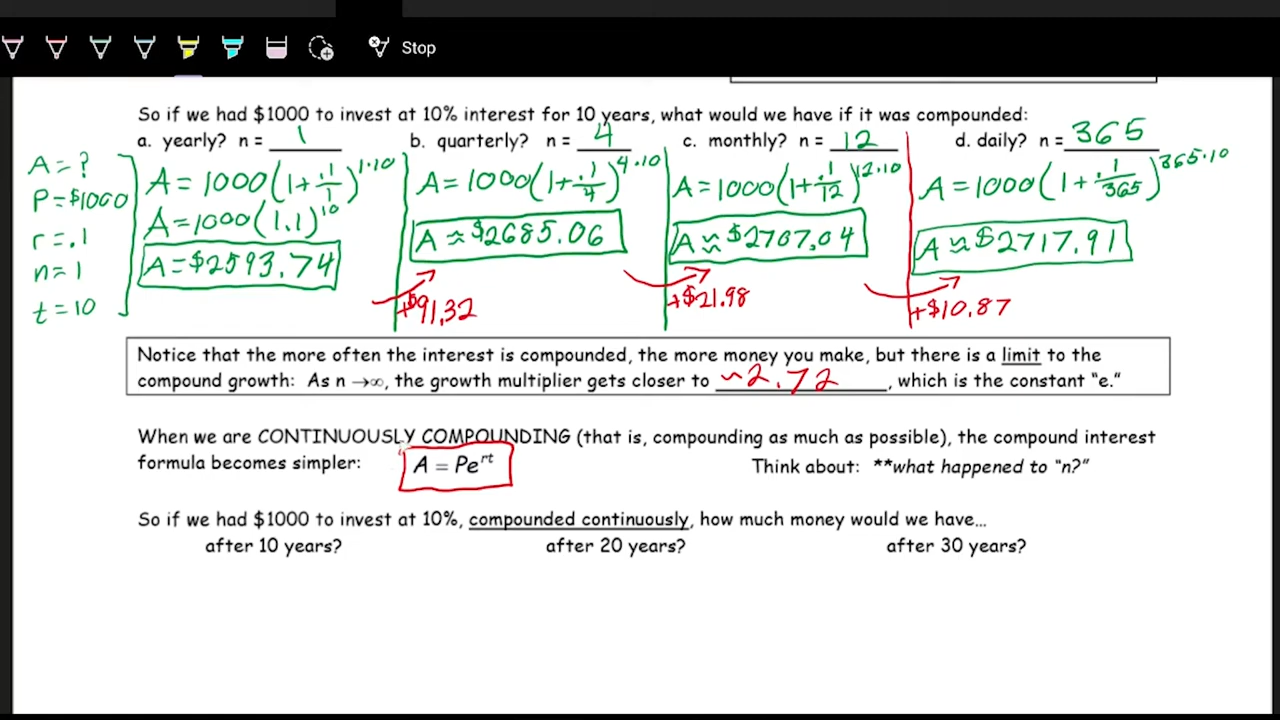 Stop
So if we had $1000 to invest at 10% interest for 10 years, what would we have if it was compounded:
a. yearly? n = 1 b. quarterly? n = 4 c. monthly? n = 12 d. daily? n = 365
A = ?
P = $1000
r = .1
n = 1
t = 10
A = 1000(1+.1/1)^1·10
A = 1000(1.1)^10
A = $2593.74
A = 1000(1+.1/4)^4·10
A ≈ $2685.06
A = 1000(1+.1/12)^12·10
A ≈ $2707.04
A = 1000(1+.1/365)^365·10
A ≈ $2717.91
+$91.32
+$21.98
+$10.87
Notice that the more often the interest is compounded, the more money you make, but there is a limit to the
compound growth: As n →∞, the growth multiplier gets closer to ~2.72, which is the constant "e."
When we are CONTINUOUSLY COMPOUNDING (that is, compounding as much as possible), the compound interest
formula becomes simpler: A = Pe^rt Think about: **what happened to "n?"
So if we had $1000 to invest at 10%, compounded continuously, how much money would we have…
after 10 years? after 20 years? after 30 years?